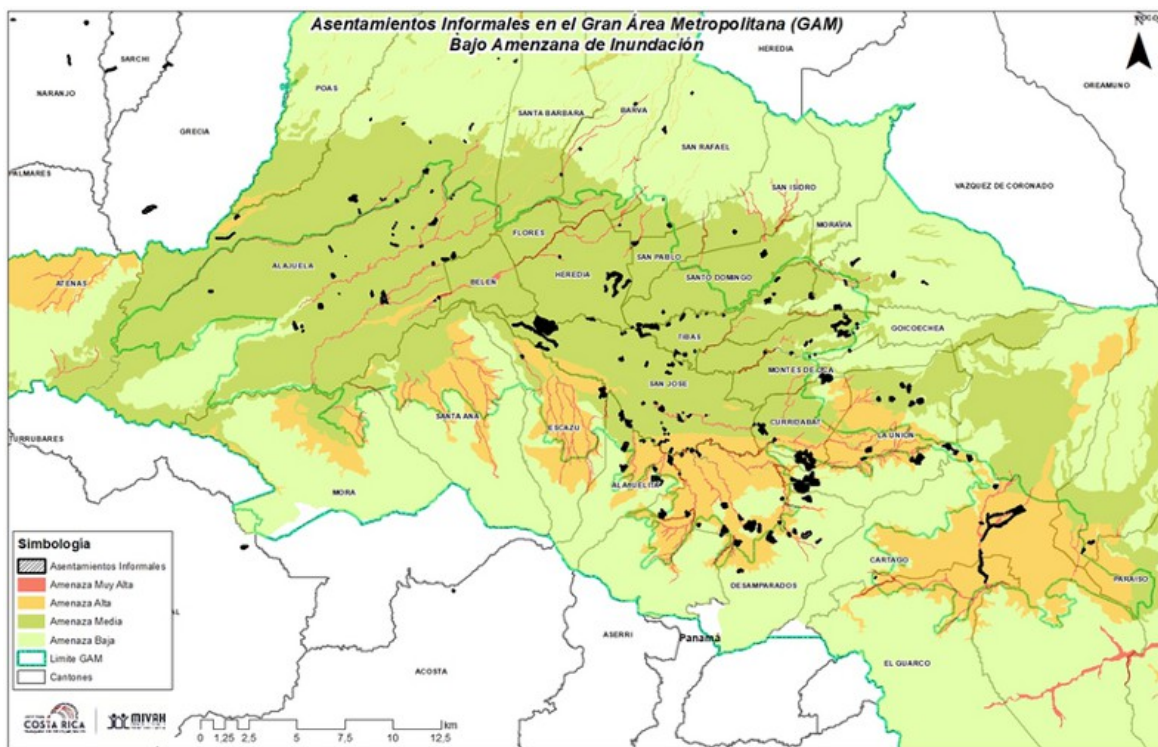 Asentamientos Informales en el Gran Área Metropolitana (GAM)
Bajo Amenzana de Inundación
N
SARCHI
NARANJO
GRECIA
PALMARES
POAS
SANTA BARBARA
BARVA
HEREDIA
OREAMUNO
SAN RAFAEL
SAN ISIDRO
VAZQUEZ DE CORONADO
MORAVIA
FLORES
ALAJUELA
ATENAS
BELEN
HEREDIA
SAN PABLO
SANTO DOMINGO
GOICOECHEA
TIBAS
MONTES DE OCA
SAN JOSE
SANTA ANA
ESCAZU
CURRIDABAT
LA UNION
TURRUBARES
MORA
ALAJUELITA
CARTAGO
PARAISO
DESAMPARADOS
ASERRI
Panamá
ACOSTA
EL GUARCO
Simbología
Asentamientos Informales
Amenaza Muy Alta
Amenaza Alta
Amenaza Media
Amenaza Baja
Limite GAM
Cantones
COSTA RICA
MIVAH
km
0 1,25 2,5 5 7,5 10 12,5